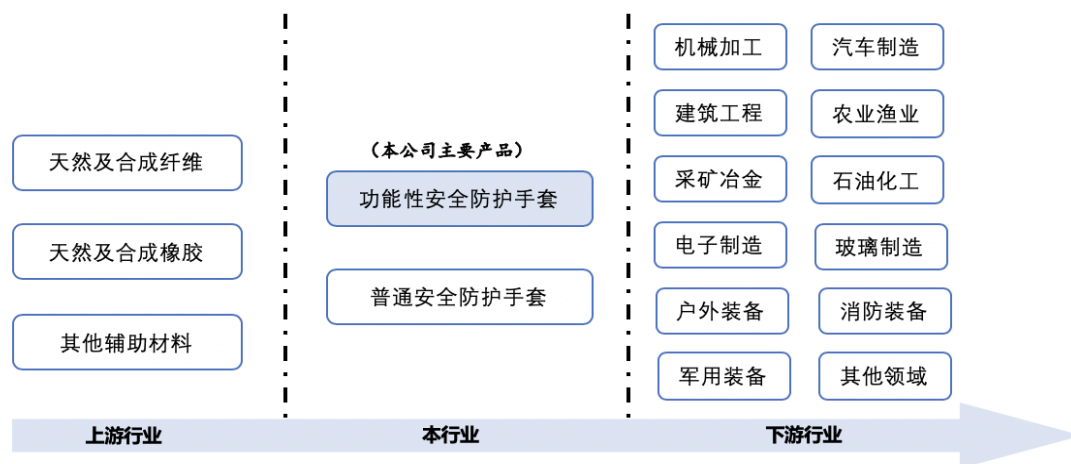 天然及合成纤维
天然及合成橡胶
其他辅助材料
（本公司主要产品）
功能性安全防护手套
普通安全防护手套
机械加工 汽车制造
建筑工程 农业渔业
采矿冶金 石油化工
电子制造 玻璃制造
户外装备 消防装备
军用装备 其他领域
上游行业 本行业 下游行业